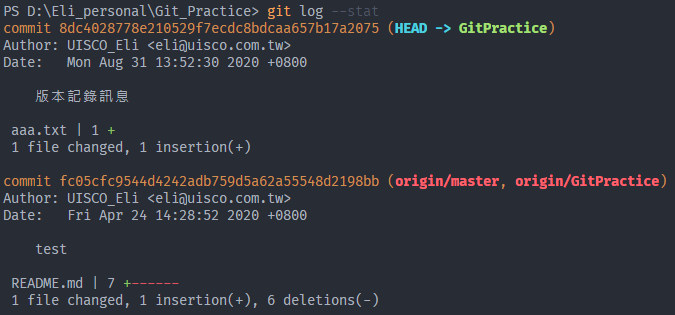 PS D:\Eli_personal\Git_Practice> git log --stat
commit 8dc4028778e210529f7ecdc8bdcaa657b17a2075 (HEAD -> GitPractice)
Author: UISCO_Eli <eli@uisco.com.tw>
Date:   Mon Aug 31 13:52:30 2020 +0800
版本記錄訊息
aaa.txt | 1 +
1 file changed, 1 insertion(+)
commit fc05cfc9544d4242adb759d5a62a55548d2198bb (origin/master, origin/GitPractice)
Author: UISCO_Eli <eli@uisco.com.tw>
Date:   Fri Apr 24 14:28:52 2020 +0800
test
README.md | 7 +------
1 file changed, 1 insertion(+), 6 deletions(-)